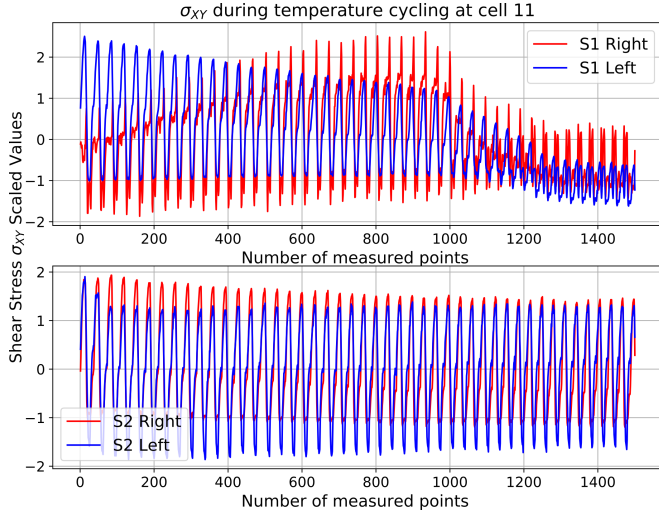 σXY during temperature cycling at cell 11
Shear Stress σXY Scaled Values
2
1
0
−1
−2
S1 Right
S1 Left
0 200 400 600 800 1000 1200 1400
Number of measured points
2
1
0
−1
−2
S2 Right
S2 Left
0 200 400 600 800 1000 1200 1400
Number of measured points